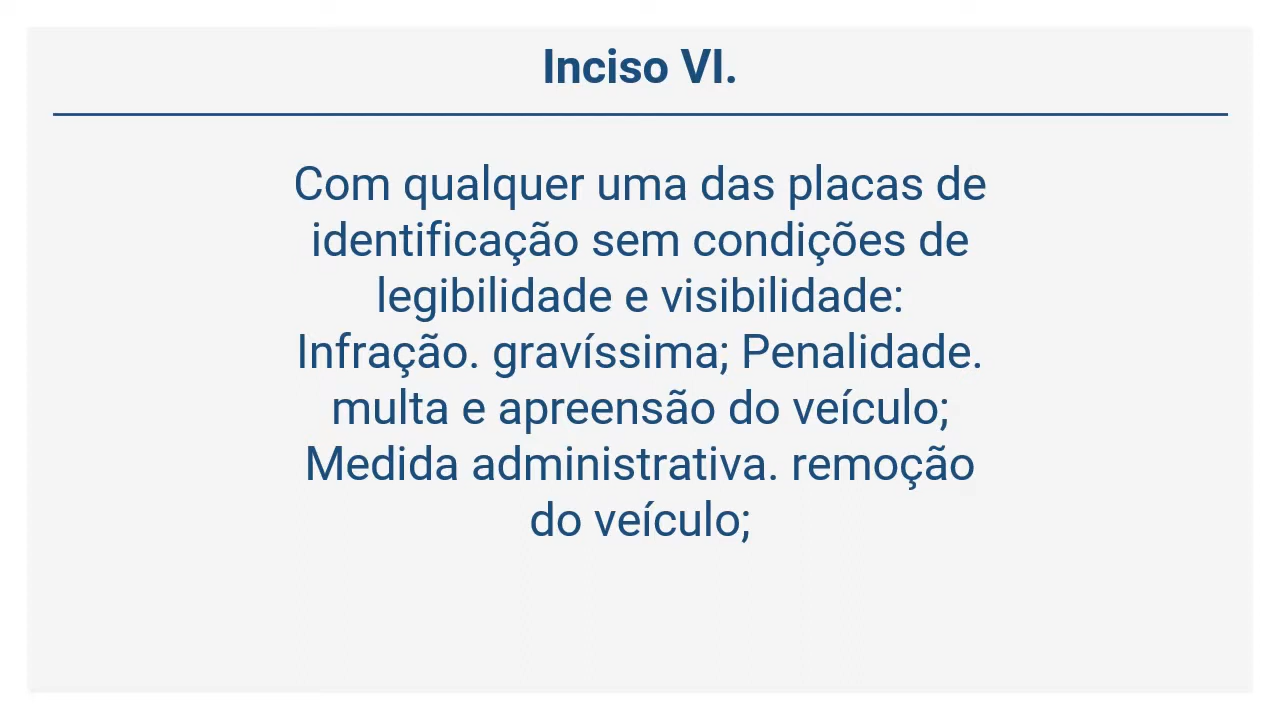 Inciso VI.
Com qualquer uma das placas de
identificação sem condições de
legibilidade e visibilidade:
Infração. gravíssima; Penalidade.
multa e apreensão do veículo;
Medida administrativa. remoção
do veículo;